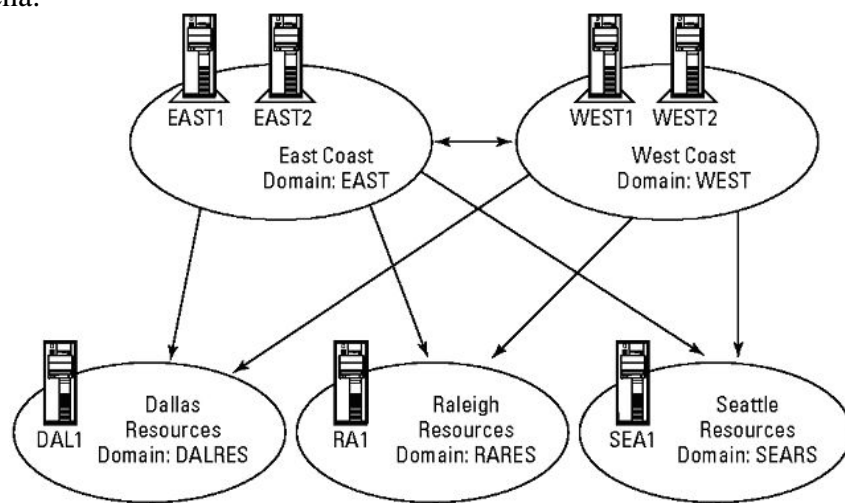 EAST1 EAST2
East Coast
Domain: EAST
WEST1 WEST2
West Coast
Domain: WEST
DAL1
Dallas
Resources
Domain: DALRES
RA1
Raleigh
Resources
Domain: RARES
SEA1
Seattle
Resources
Domain: SEARS